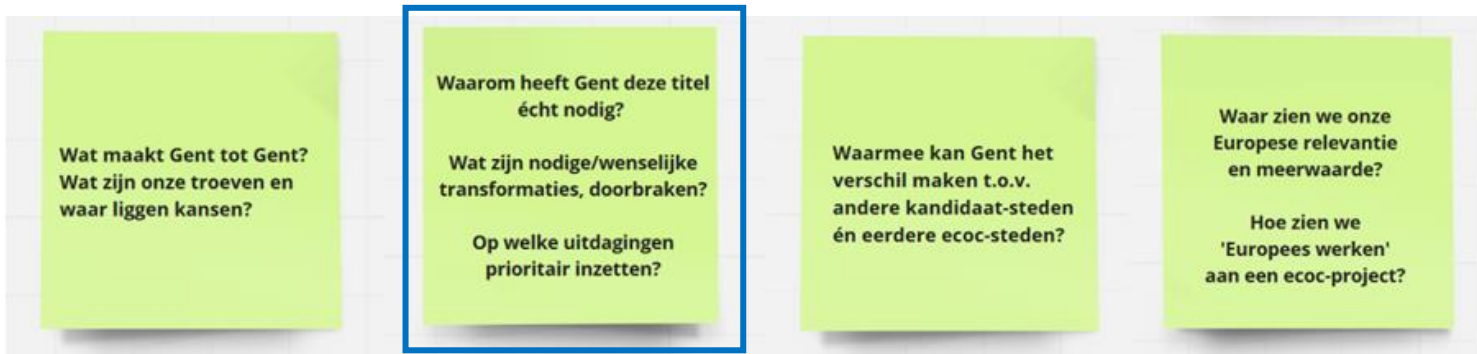 Wat maakt Gent tot Gent?
Wat zijn onze troeven en
waar liggen kansen?
Waarom heeft Gent deze titel
écht nodig?
Wat zijn nodige/wenselijke
transformaties, doorbraken?
Op welke uitdagingen
prioritair inzetten?
Waarmee kan Gent het
verschil maken t.o.v.
andere kandidaat-steden
én eerdere ecoc-steden?
Waar zien we onze
Europese relevantie
en meerwaarde?
Hoe zien we
'Europees werken'
aan een ecoc-project?